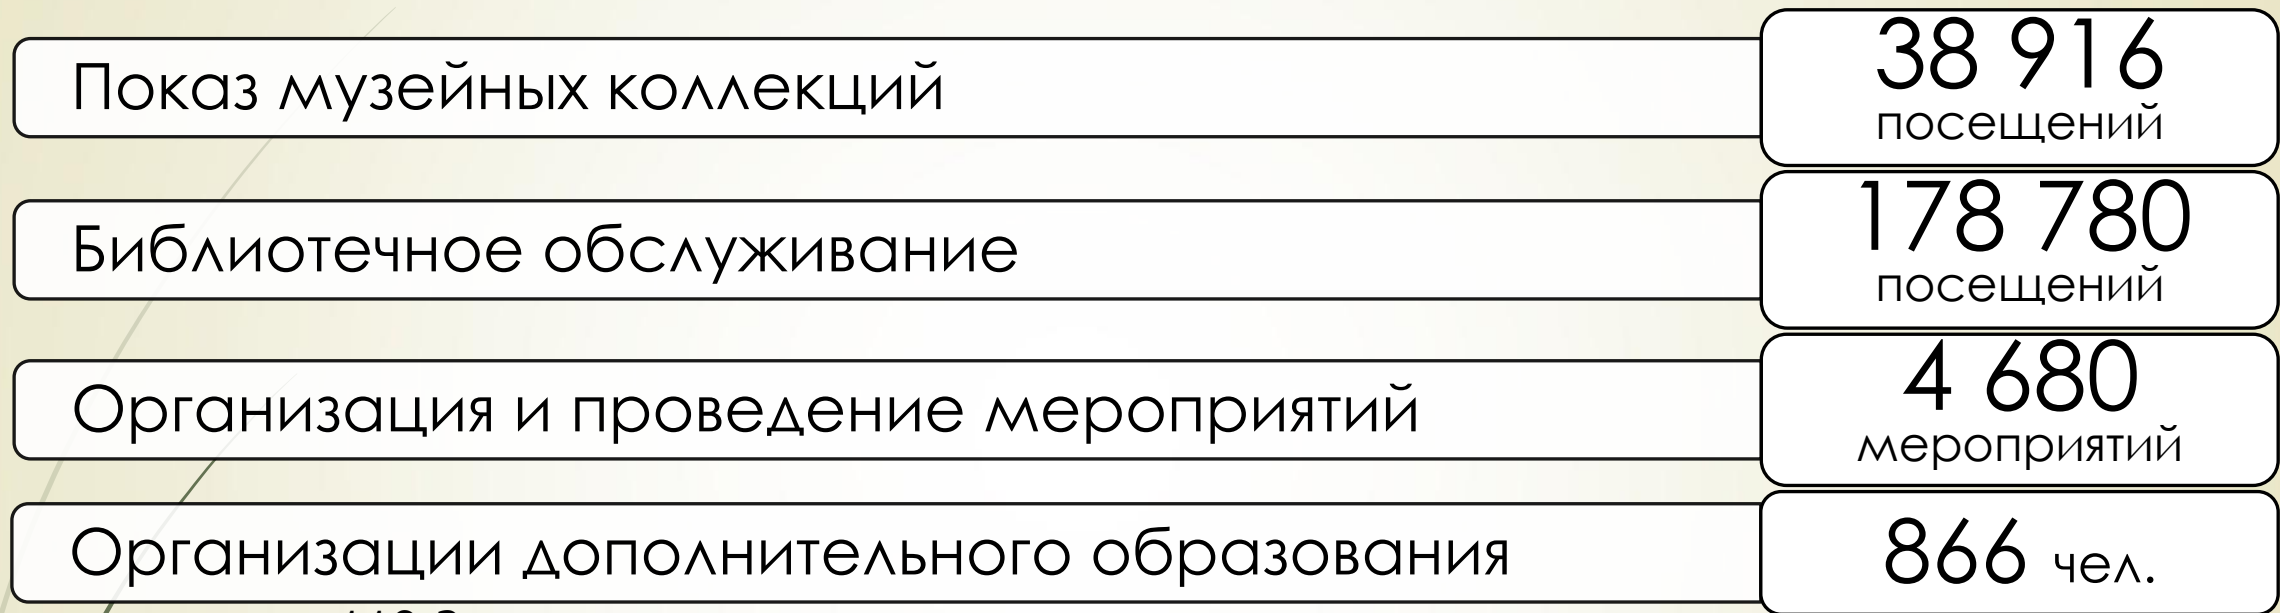 Показ музейных коллекций
38 916
посещений
Библиотечное обслуживание
178 780
посещений
Организация и проведение мероприятий
4 680
мероприятий
Организации дополнительного образования
866 чел.